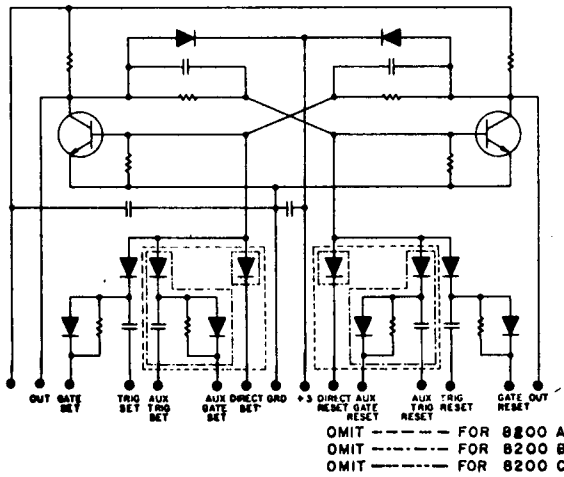 OUT
GATE
SET
TRIG
SET
AUX
TRIG
SET
AUX
GATE
SET
DIRECT
SET
GRD
+3
DIRECT
RESET
AUX
GATE
RESET
AUX
TRIG
RESET
TRIG
RESET
GATE
RESET
OUT
OMIT FOR 8200 A
OMIT FOR 8200 B
OMIT FOR 8200 C